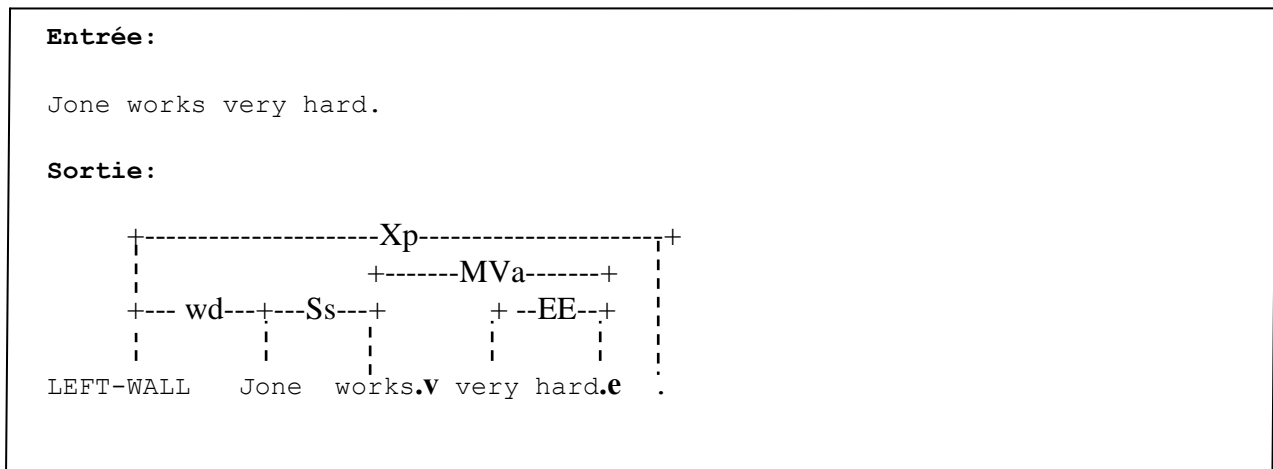 Entrée:
Jone works very hard.
Sortie:
+----------------------Xp-----------------------+
+-------MVa-------+
+--- wd---+---Ss---+ + --EE--+
LEFT-WALL Jone works.v very hard.e .